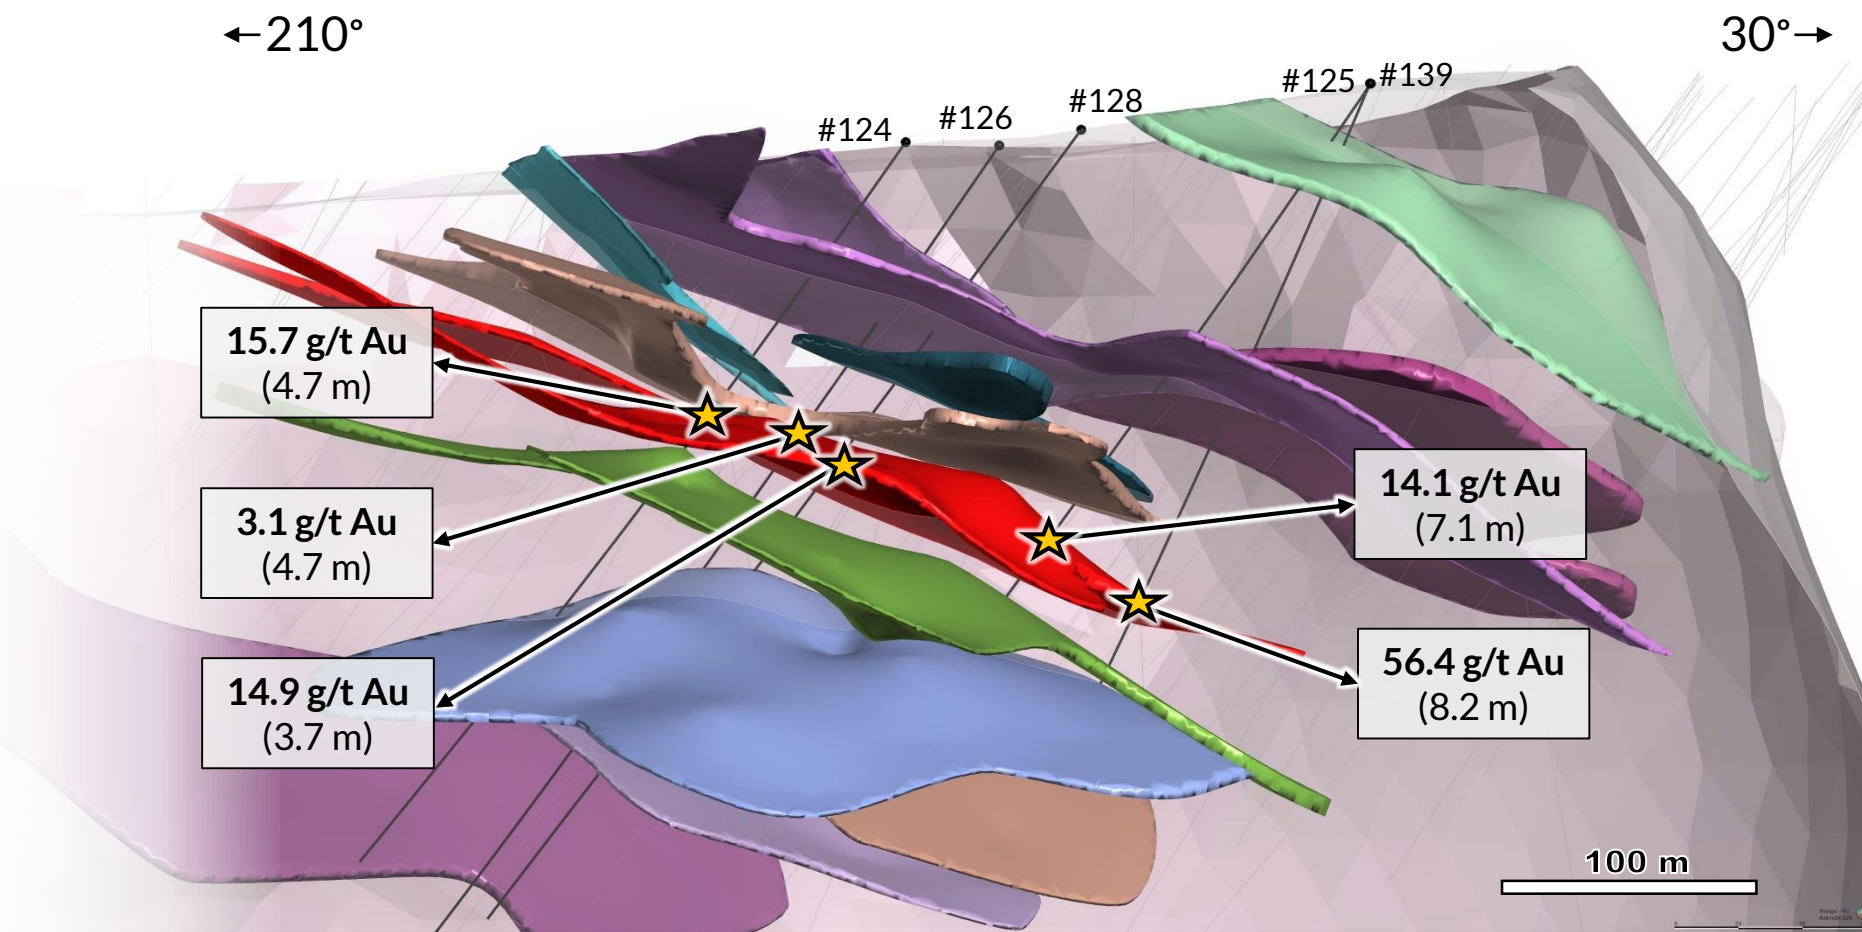 ←210°
30°→
#125
#139
#128
#126
#124
15.7 g/t Au
(4.7 m)
3.1 g/t Au
(4.7 m)
14.1 g/t Au
(7.1 m)
14.9 g/t Au
(3.7 m)
56.4 g/t Au
(8.2 m)
100 m